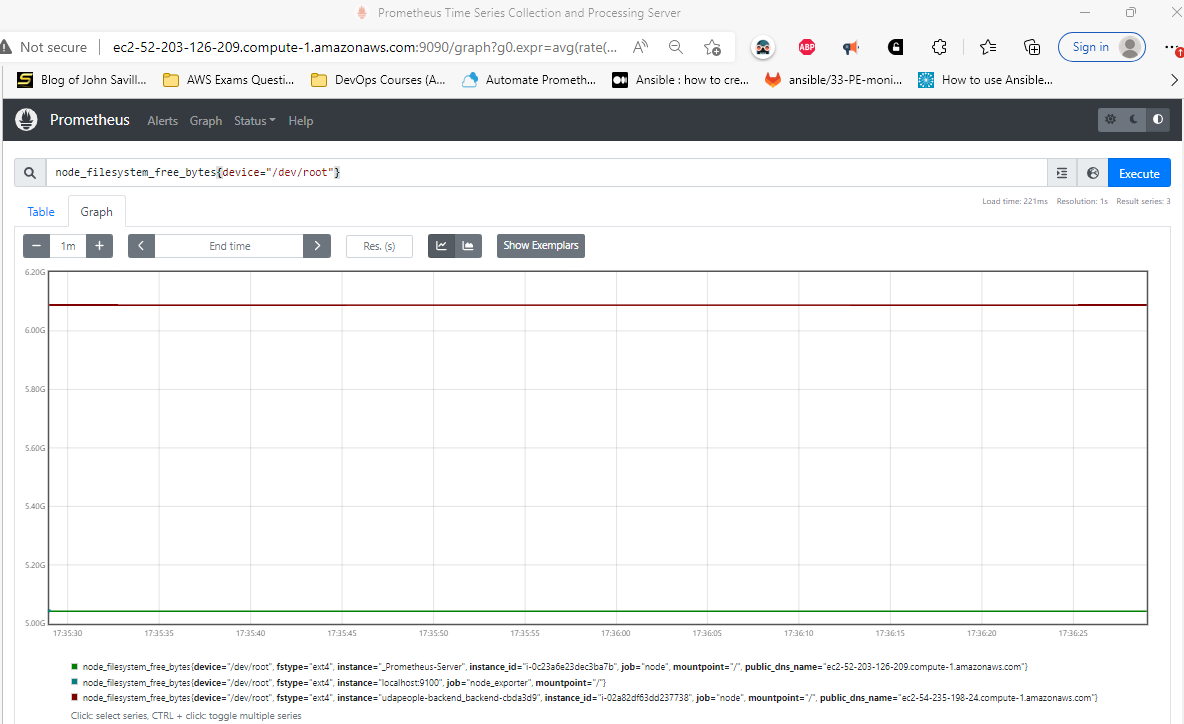 Prometheus Time Series Collection and Processing Server
Not secure ec2-52-203-126-209.compute-1.amazonaws.com:9090/graph?g0.expr=avg(rate(... A ABP Sign in
S Blog of John Savill... AWS Exams Questi... DevOps Courses (A... Automate Prometh... Ansible : how to cre... ansible/33-PE-moni... How to use Ansible...
Prometheus Alerts Graph Status Help
node_filesystem_free_bytes{device="/dev/root"} Execute
Load time: 221ms Resolution: 1s Result series: 3
Table Graph
− 1m + < End time > Res. (s) Show Exemplars
6.20G
6.00G
5.80G
5.60G
5.40G
5.20G
5.00G
17:35:30 17:35:35 17:35:40 17:35:45 17:35:50 17:35:55 17:36:00 17:36:05 17:36:10 17:36:15 17:36:20 17:36:25
node_filesystem_free_bytes{device="/dev/root", fstype="ext4", instance="_Prometheus-Server", instance_id="i-0c23a6e23dec3ba7b", job="node", mountpoint="/", public_dns_name="ec2-52-203-126-209.compute-1.amazonaws.com"}
node_filesystem_free_bytes{device="/dev/root", fstype="ext4", instance="localhost:9100", job="node_exporter", mountpoint="/"}
node_filesystem_free_bytes{device="/dev/root", fstype="ext4", instance="udapeople-backend_backend-cbda3d9", instance_id="i-02a82df63dd237738", job="node", mountpoint="/", public_dns_name="ec2-54-235-198-24.compute-1.amazonaws.com"}
Click: select series, CTRL + click: toggle multiple series